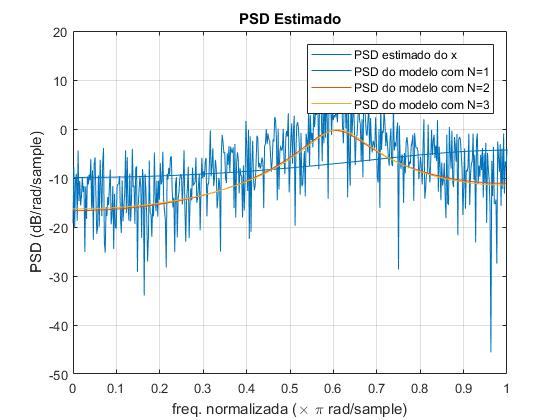 PSD Estimado
20
10
0
-10
-20
-30
-40
-50
PSD (dB/rad/sample)
PSD estimado do x
PSD do modelo com N=1
PSD do modelo com N=2
PSD do modelo com N=3
0 0.1 0.2 0.3 0.4 0.5 0.6 0.7 0.8 0.9 1
freq. normalizada (× π rad/sample)